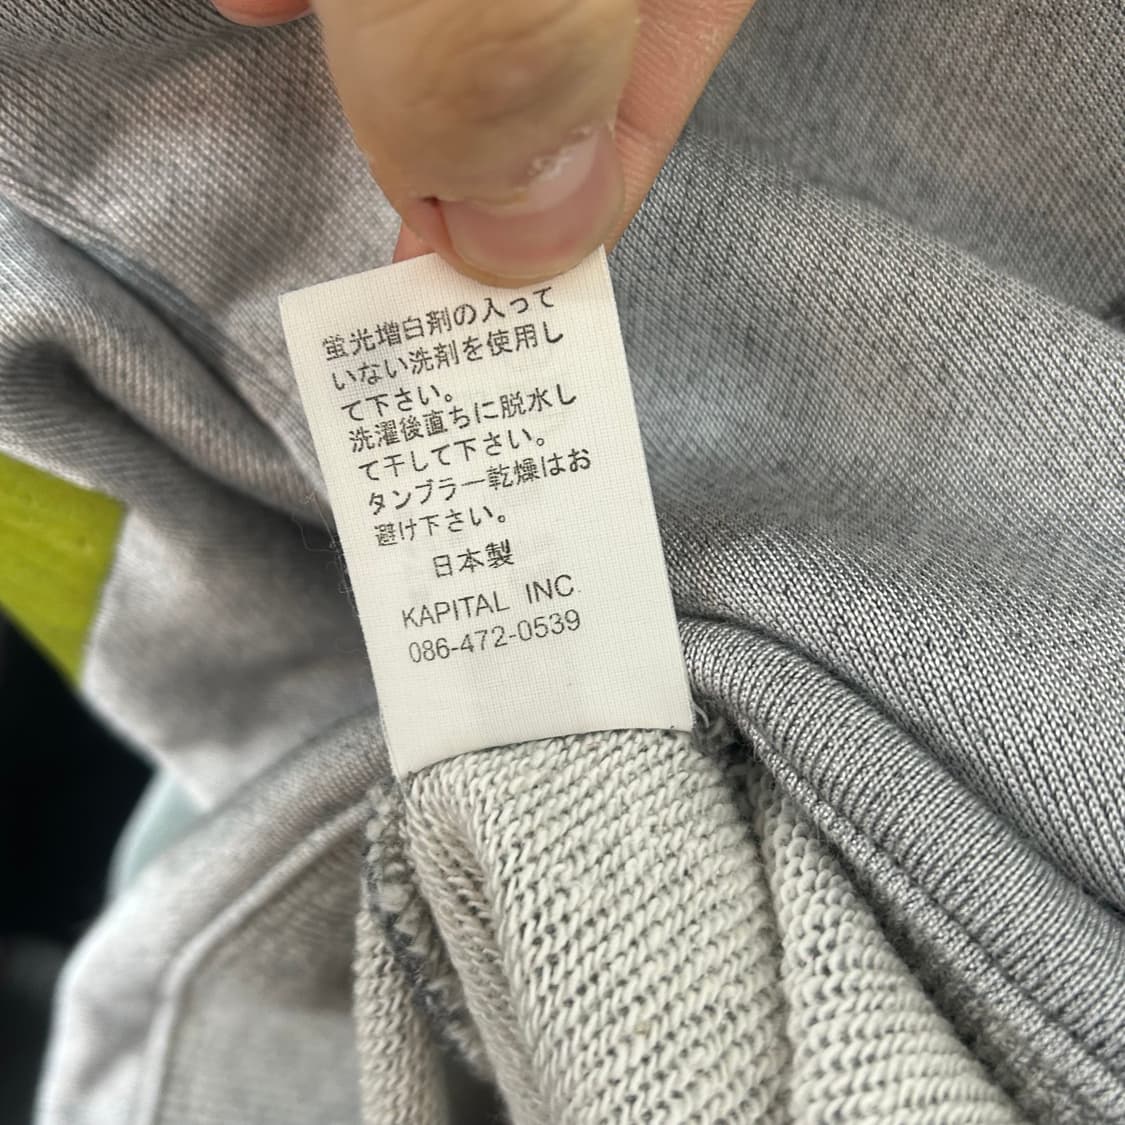 蛍光増白剤の入って
いない洗剤を使用し
て下さい。
洗濯後直ちに脱水し
て干して下さい。
タンブラー乾燥はお
避け下さい。
日本製
KAPITAL INC.
086-472-0539